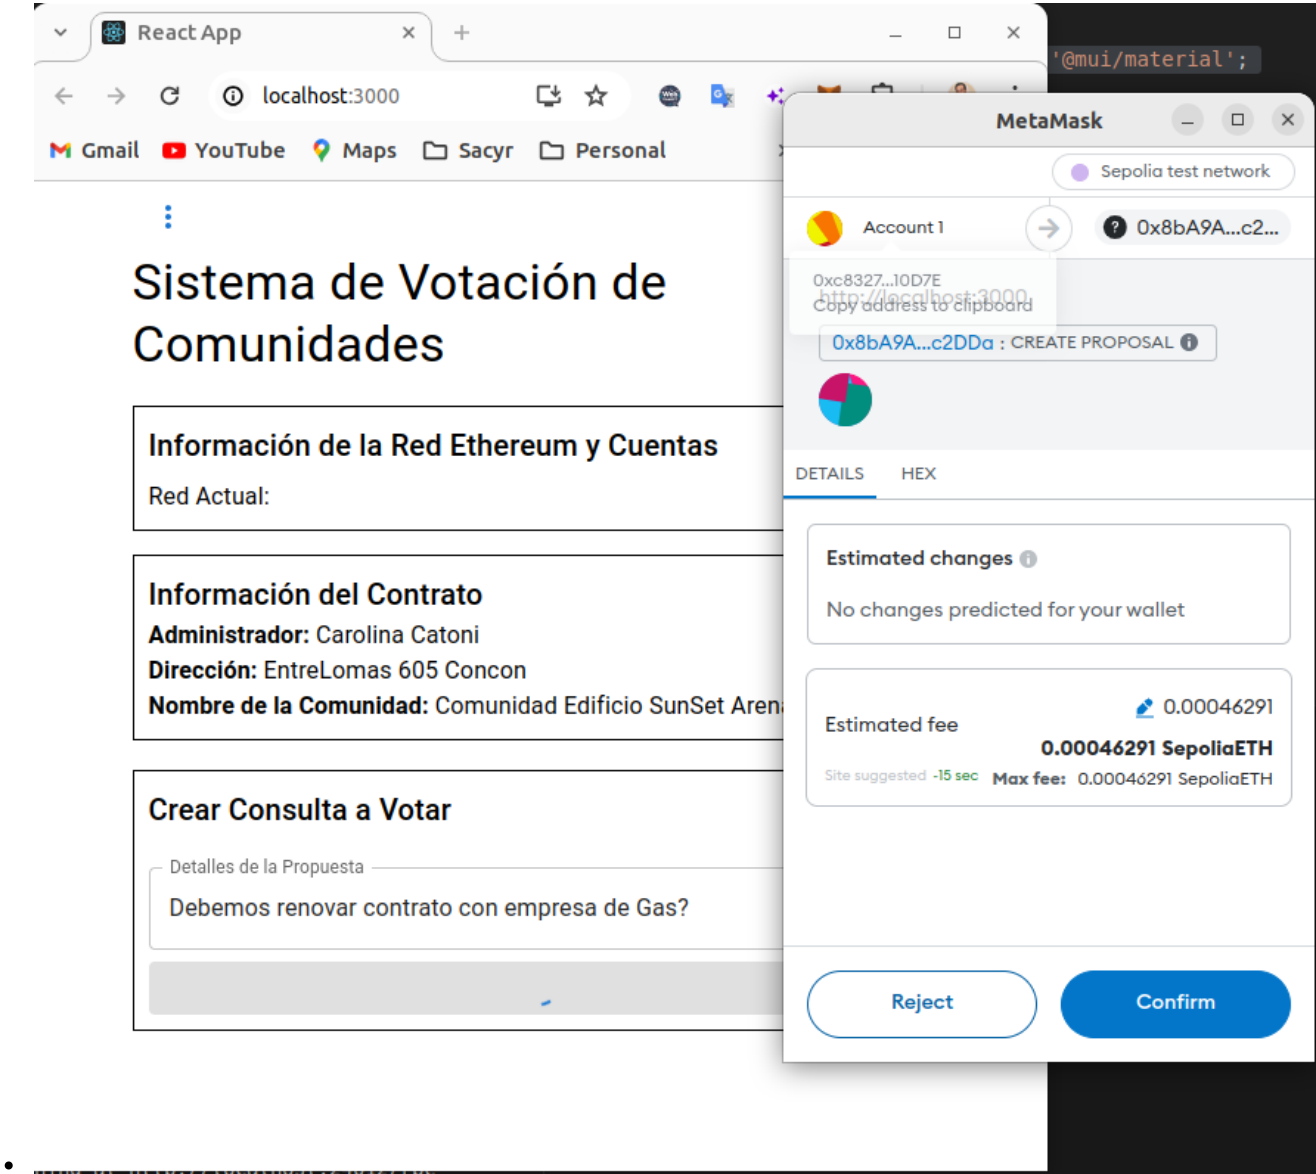 React App
'@mui/material';
localhost:3000
Gmail
YouTube
Maps
Sacyr
Personal
Sistema de Votación de
Comunidades
Información de la Red Ethereum y Cuentas
Red Actual:
Información del Contrato
Administrador: Carolina Catoni
Dirección: EntreLomas 605 Concon
Nombre de la Comunidad: Comunidad Edificio SunSet Aren
Crear Consulta a Votar
Detalles de la Propuesta
Debemos renovar contrato con empresa de Gas?
MetaMask
Sepolia test network
Account 1
0x8bA9A...c2...
0xc8327...10D7E
http://localhost:3000
Copy address to clipboard
0x8bA9A...c2DDa : CREATE PROPOSAL
DETAILS
HEX
Estimated changes
No changes predicted for your wallet
0.00046291
Estimated fee
0.00046291 SepoliaETH
Site suggested ~15 sec Max fee: 0.00046291 SepoliaETH
Reject
Confirm